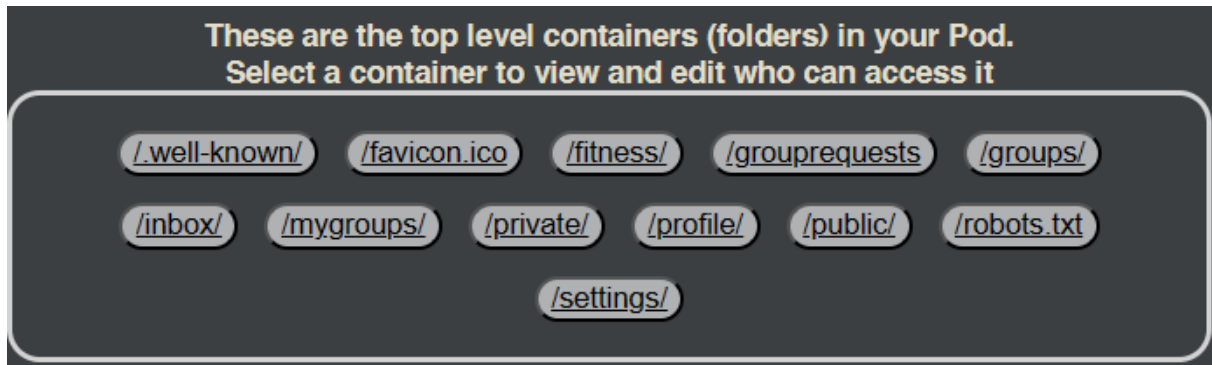 These are the top level containers (folders) in your Pod.
Select a container to view and edit who can access it
/.well-known/ /favicon.ico /fitness/ /grouprequests /groups/
/inbox/ /mygroups/ /private/ /profile/ /public/ /robots.txt
/settings/